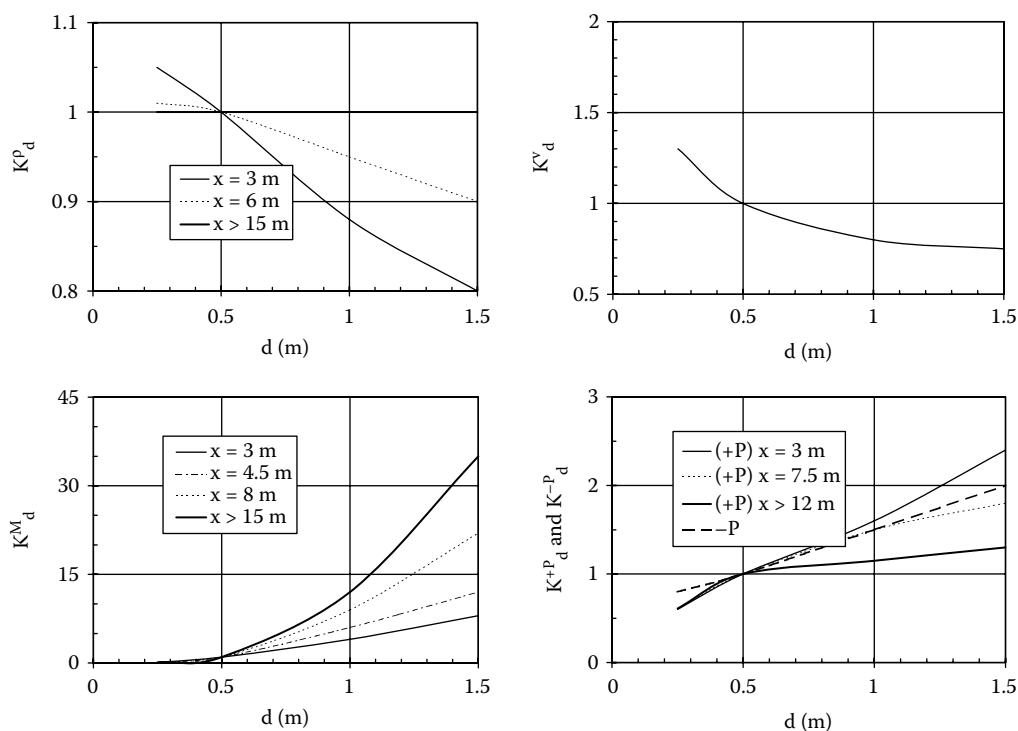 1.1
1
0.9
0.8
K^ρ_d
x = 3 m
x = 6 m
x > 15 m
0
0.5
1
1.5
d (m)
2
1.5
1
0.5
K^v_d
0
0.5
1
1.5
d (m)
45
30
15
0
K^M_d
x = 3 m
x = 4.5 m
x = 8 m
x > 15 m
0
0.5
1
1.5
d (m)
3
2
1
0
K^+P_d and K^–P_d
(+P) x = 3 m
(+P) x = 7.5 m
(+P) x > 12 m
–P
0
0.5
1
1.5
d (m)